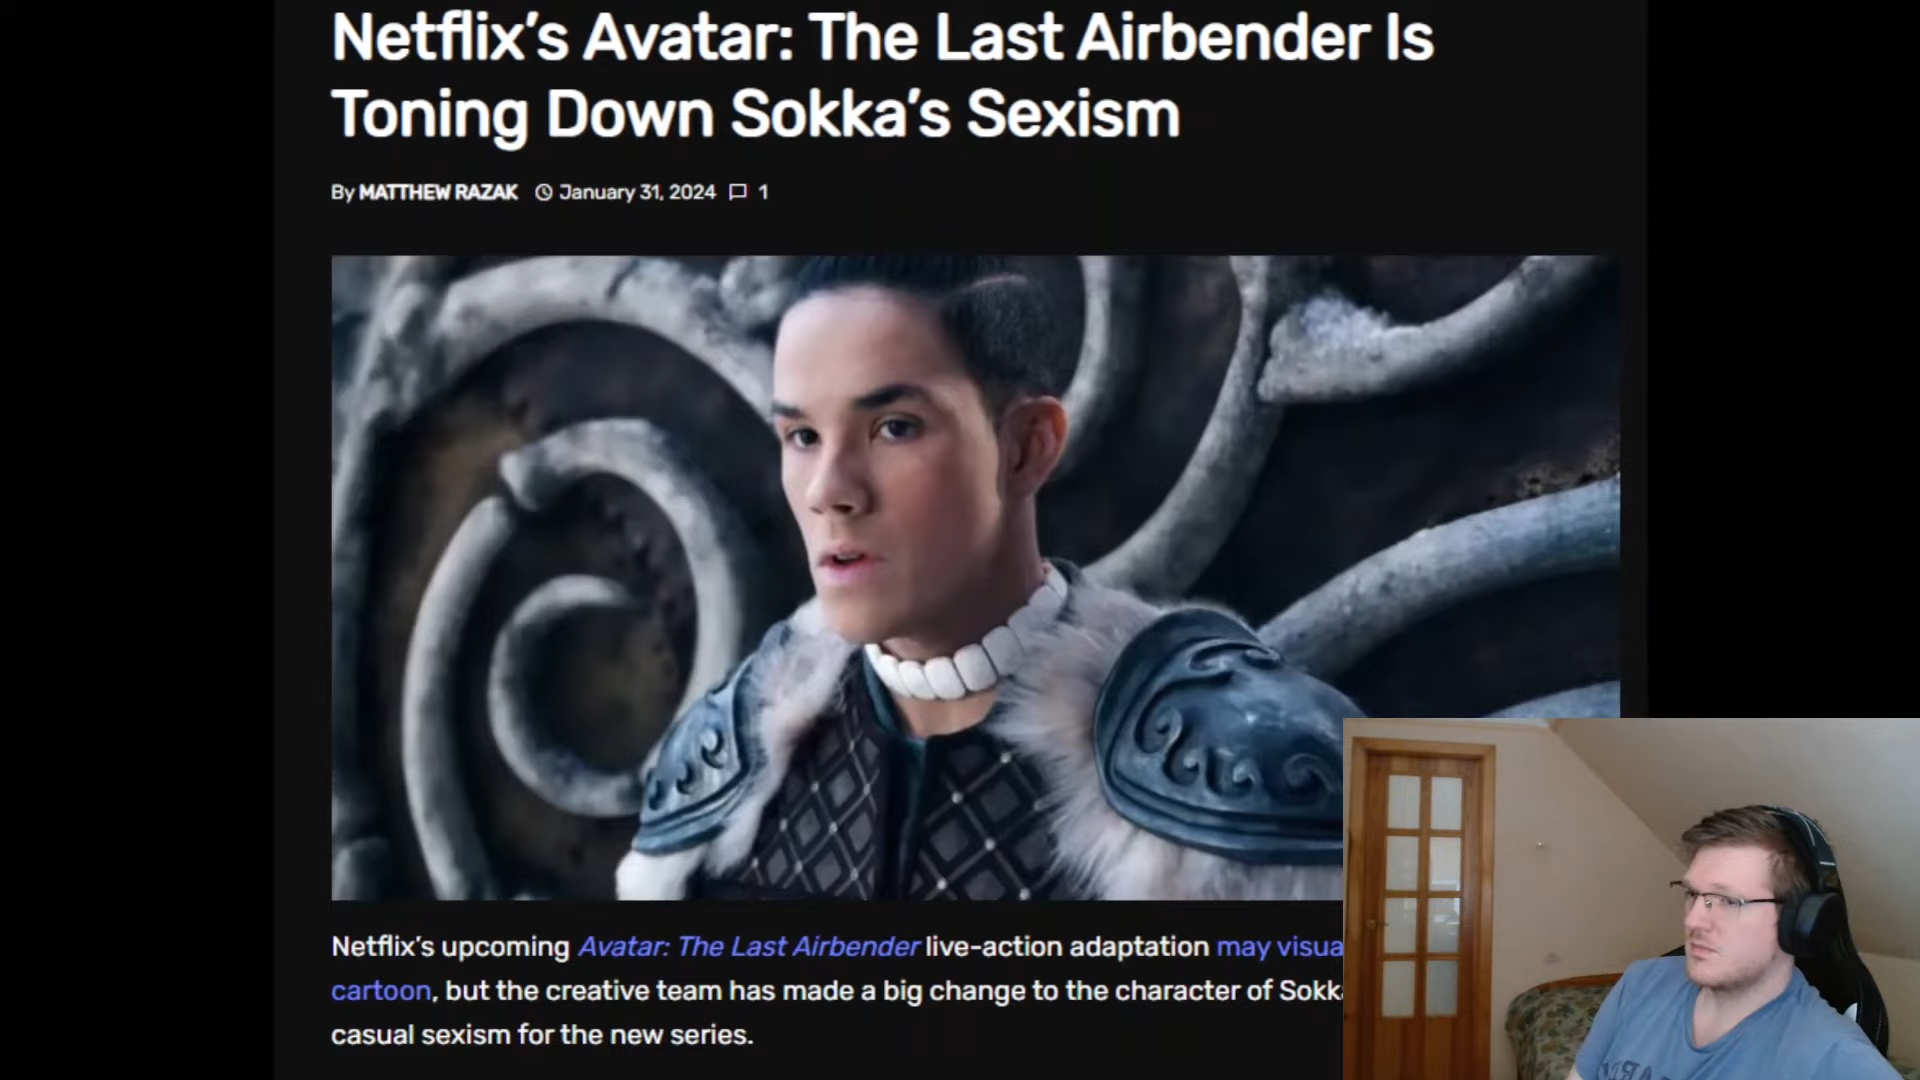 Netflix’s Avatar: The Last Airbender Is
Toning Down Sokka’s Sexism
By MATTHEW RAZAK January 31, 2024 1
Netflix’s upcoming Avatar: The Last Airbender live-action adaptation may
cartoon, but the creative team has made a big change to the character of
casual sexism for the new series.